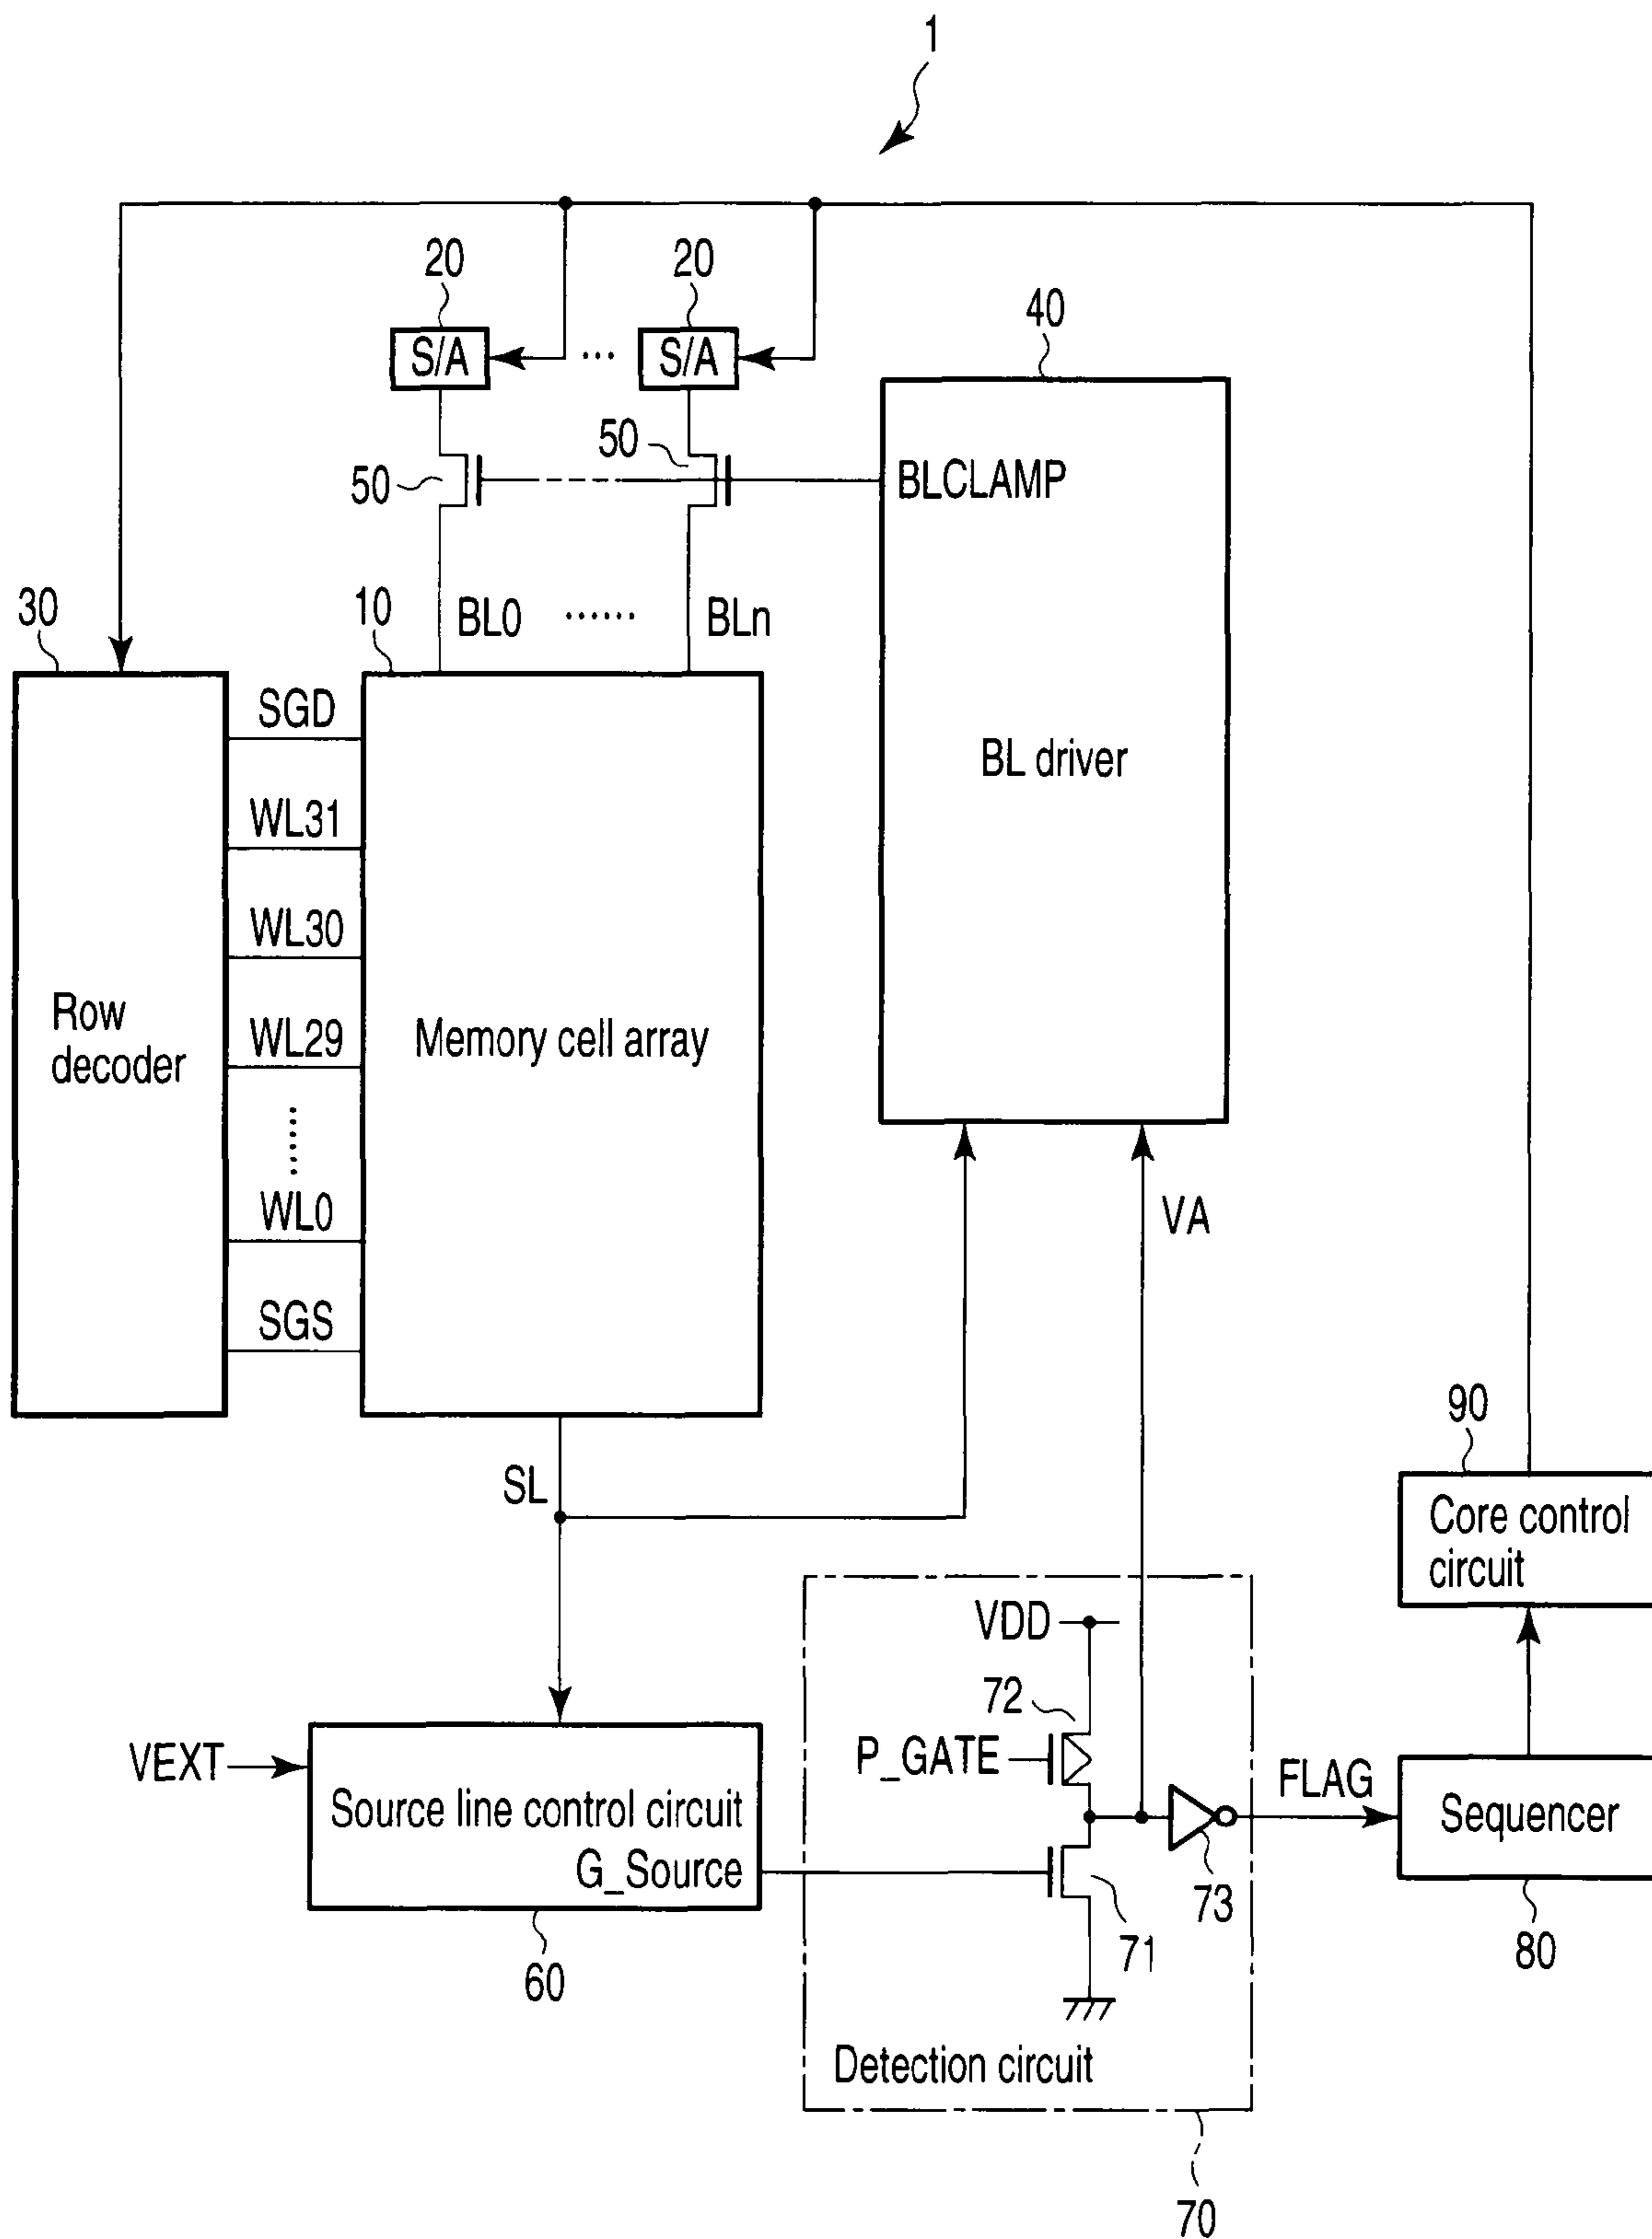 1
20
20
40
S/A
...
S/A
50
50
BLCLAMP
30
10
BL0
......
BLn
SGD
WL31
BL driver
WL30
Row
decoder
WL29
Memory cell array
......
WL0
VA
SGS
90
SL
Core control
circuit
VDD
72
VEXT
P_GATE
FLAG
Source line control circuit
Sequencer
G_Source
73
71
80
60
Detection circuit
70